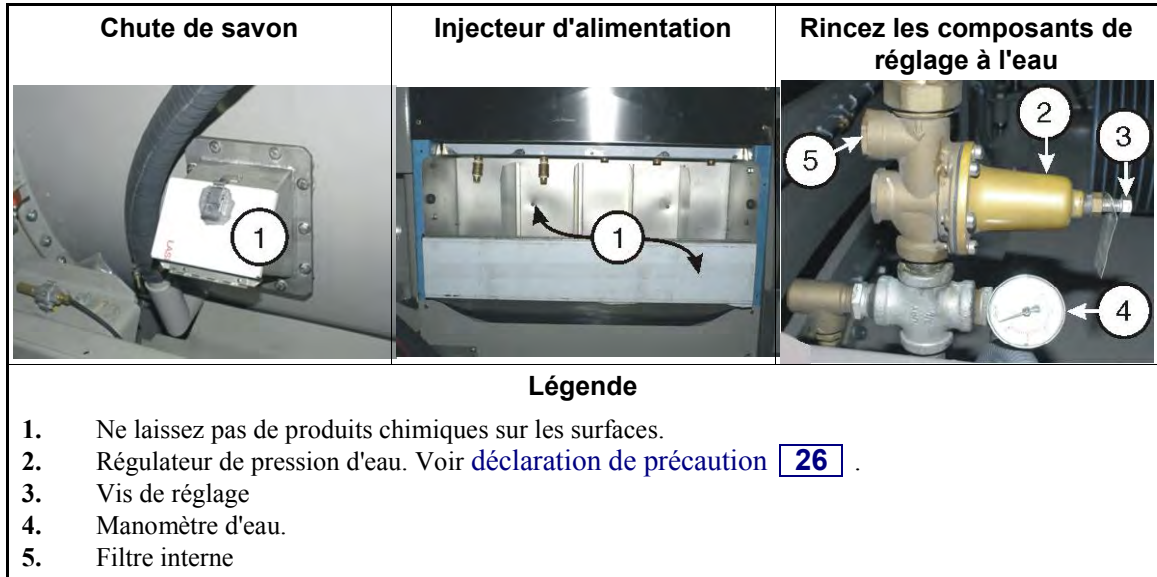 Chute de savon
Injecteur d'alimentation
Rincez les composants de
réglage à l'eau
1
LAS
1
2
3
5
4
Légende
1. Ne laissez pas de produits chimiques sur les surfaces.
2. Régulateur de pression d'eau. Voir déclaration de précaution 26 .
3. Vis de réglage
4. Manomètre d'eau.
5. Filtre interne